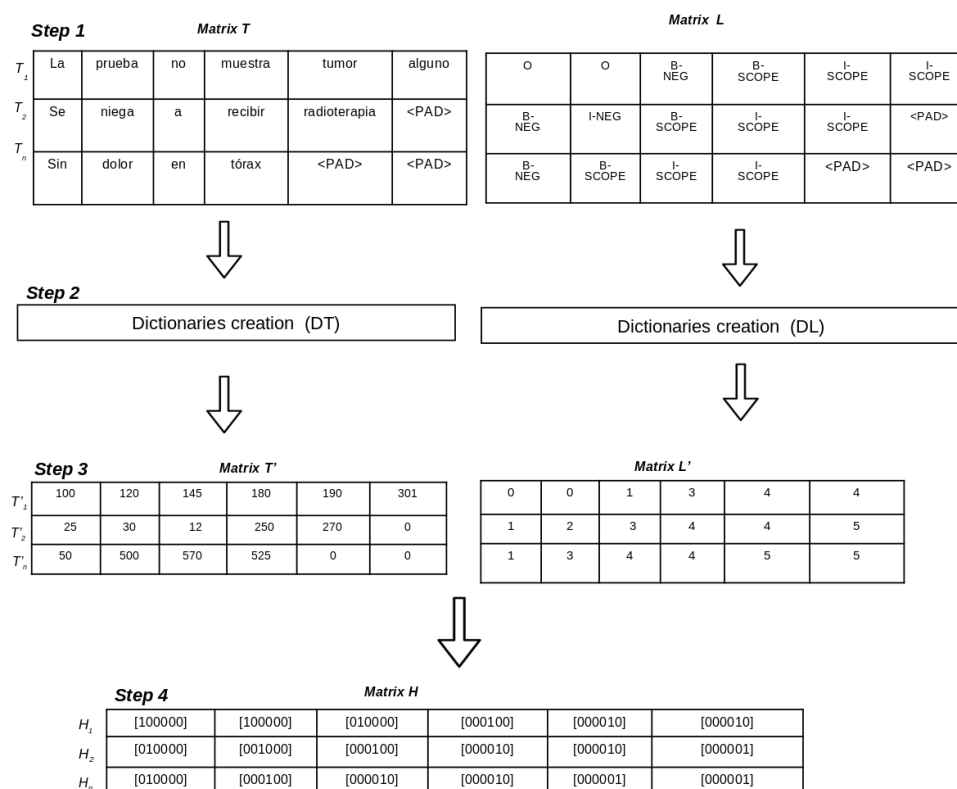 Step 1 Matrix T Matrix L
T1 La prueba no muestra tumor alguno
T2 Se niega a recibir radioterapia <PAD>
Tn Sin dolor en tórax <PAD> <PAD>
O O B-NEG B-SCOPE I-SCOPE I-SCOPE
B-NEG I-NEG B-SCOPE I-SCOPE I-SCOPE <PAD>
B-NEG B-SCOPE I-SCOPE I-SCOPE <PAD> <PAD>
Step 2
Dictionaries creation (DT)
Dictionaries creation (DL)
Step 3 Matrix T’ Matrix L’
T’1 100 120 145 180 190 301
T’2 25 30 12 250 270 0
T’n 50 500 570 525 0 0
0 0 1 3 4 4
1 2 3 4 4 5
1 3 4 4 5 5
Step 4 Matrix H
H1 [100000] [100000] [010000] [000100] [000010] [000010]
H2 [010000] [001000] [000100] [000010] [000010] [000001]
Hn [010000] [000100] [000010] [000010] [000001] [000001]